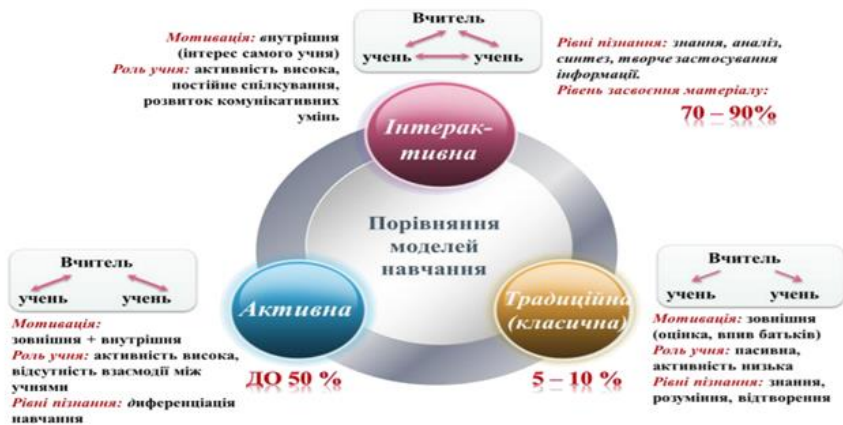 Вчитель
учень учень
Мотивація: внутрішня
(інтерес самого учня)
Роль учня: активність висока,
постійне спілкування,
розвиток комунікативних
умінь
Рівні пізнання: знання, аналіз,
синтез, творче застосування
інформації.
Рівень засвоєння матеріалу:
70 – 90%
Інтерак-
тивна
Порівняння
моделей
навчання
Вчитель
учень учень
Активна
Мотивація:
зовнішня + внутрішня
Роль учня: активність висока,
відсутність взаємодії між
учнями
Рівні пізнання: диференціація
навчання
ДО 50 %
Традиційна
(класична)
5 – 10 %
Вчитель
учень учень
Мотивація: зовнішня
(оцінка, впив батьків)
Роль учня: пасивна,
активність низька
Рівні пізнання: знання,
розуміння, відтворення